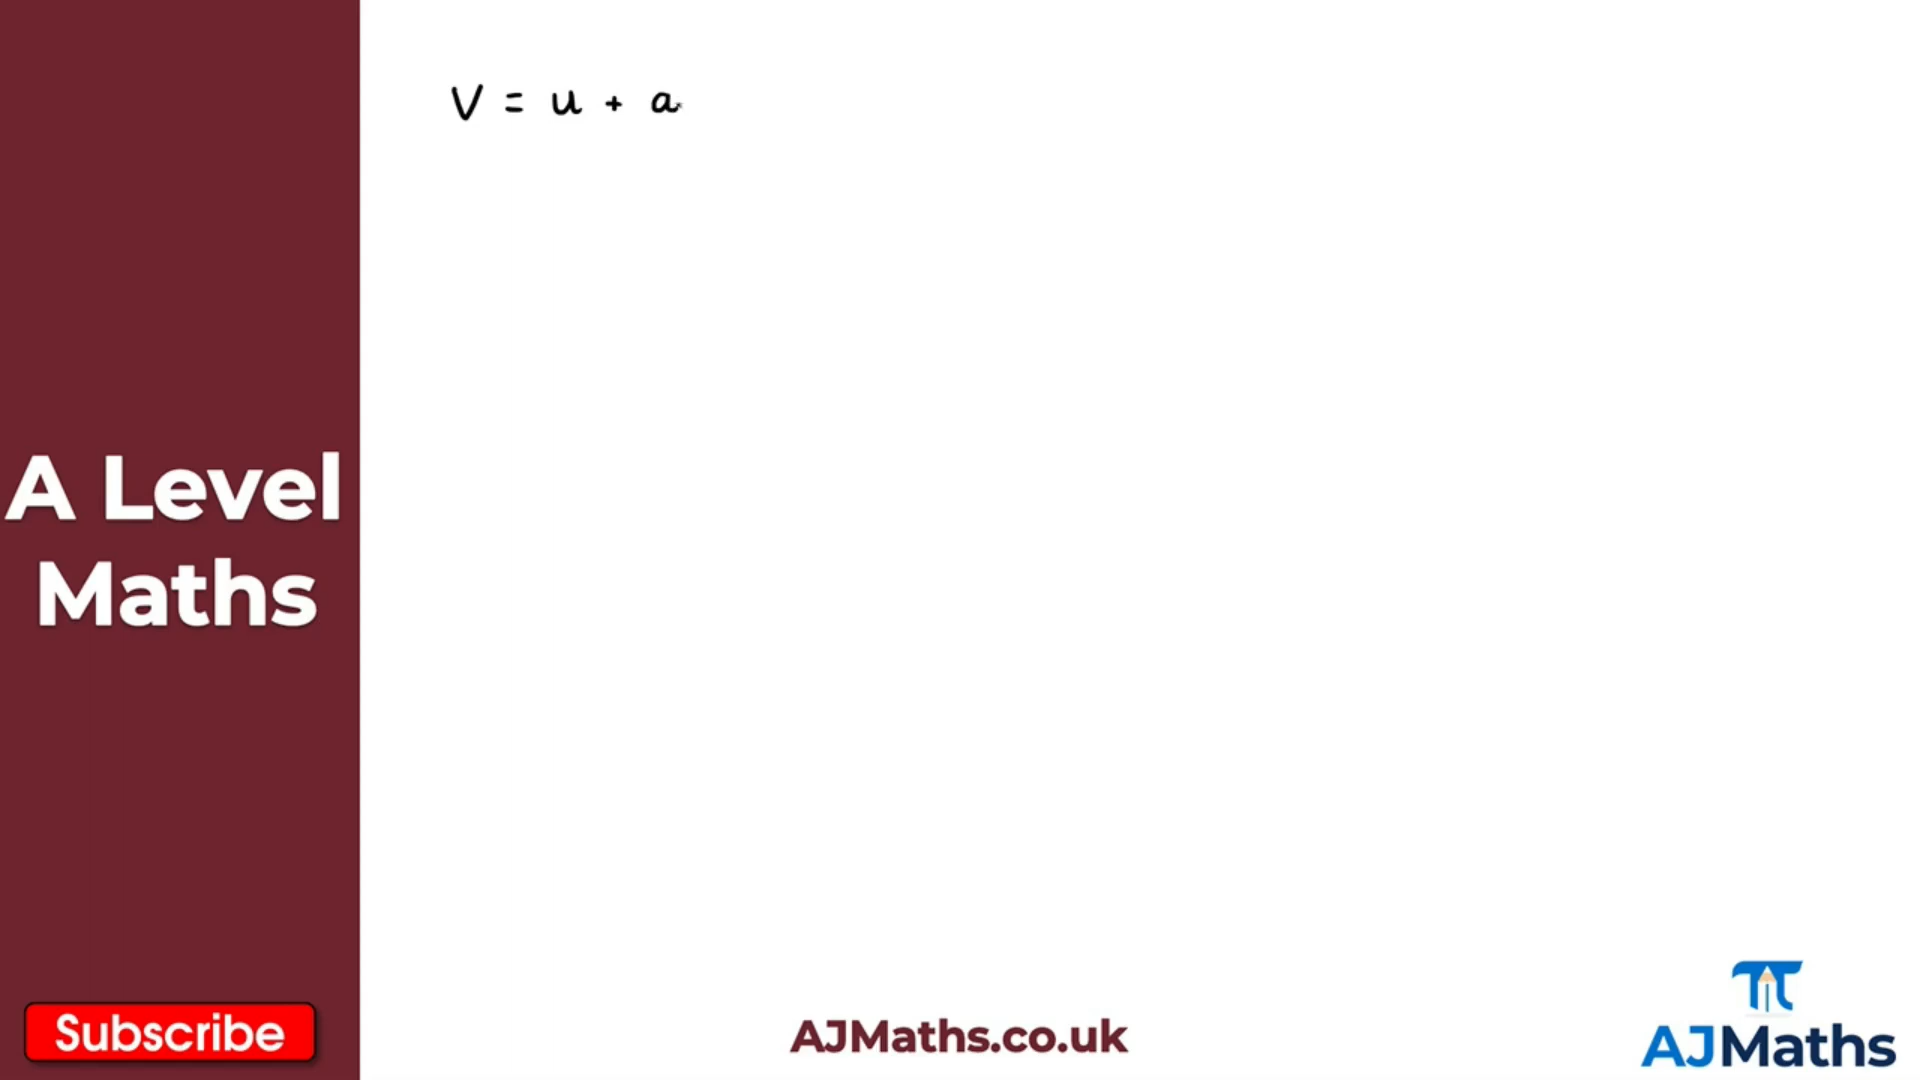 V = u + a
A Level
Maths
Subscribe
AJMaths.co.uk
AJMaths